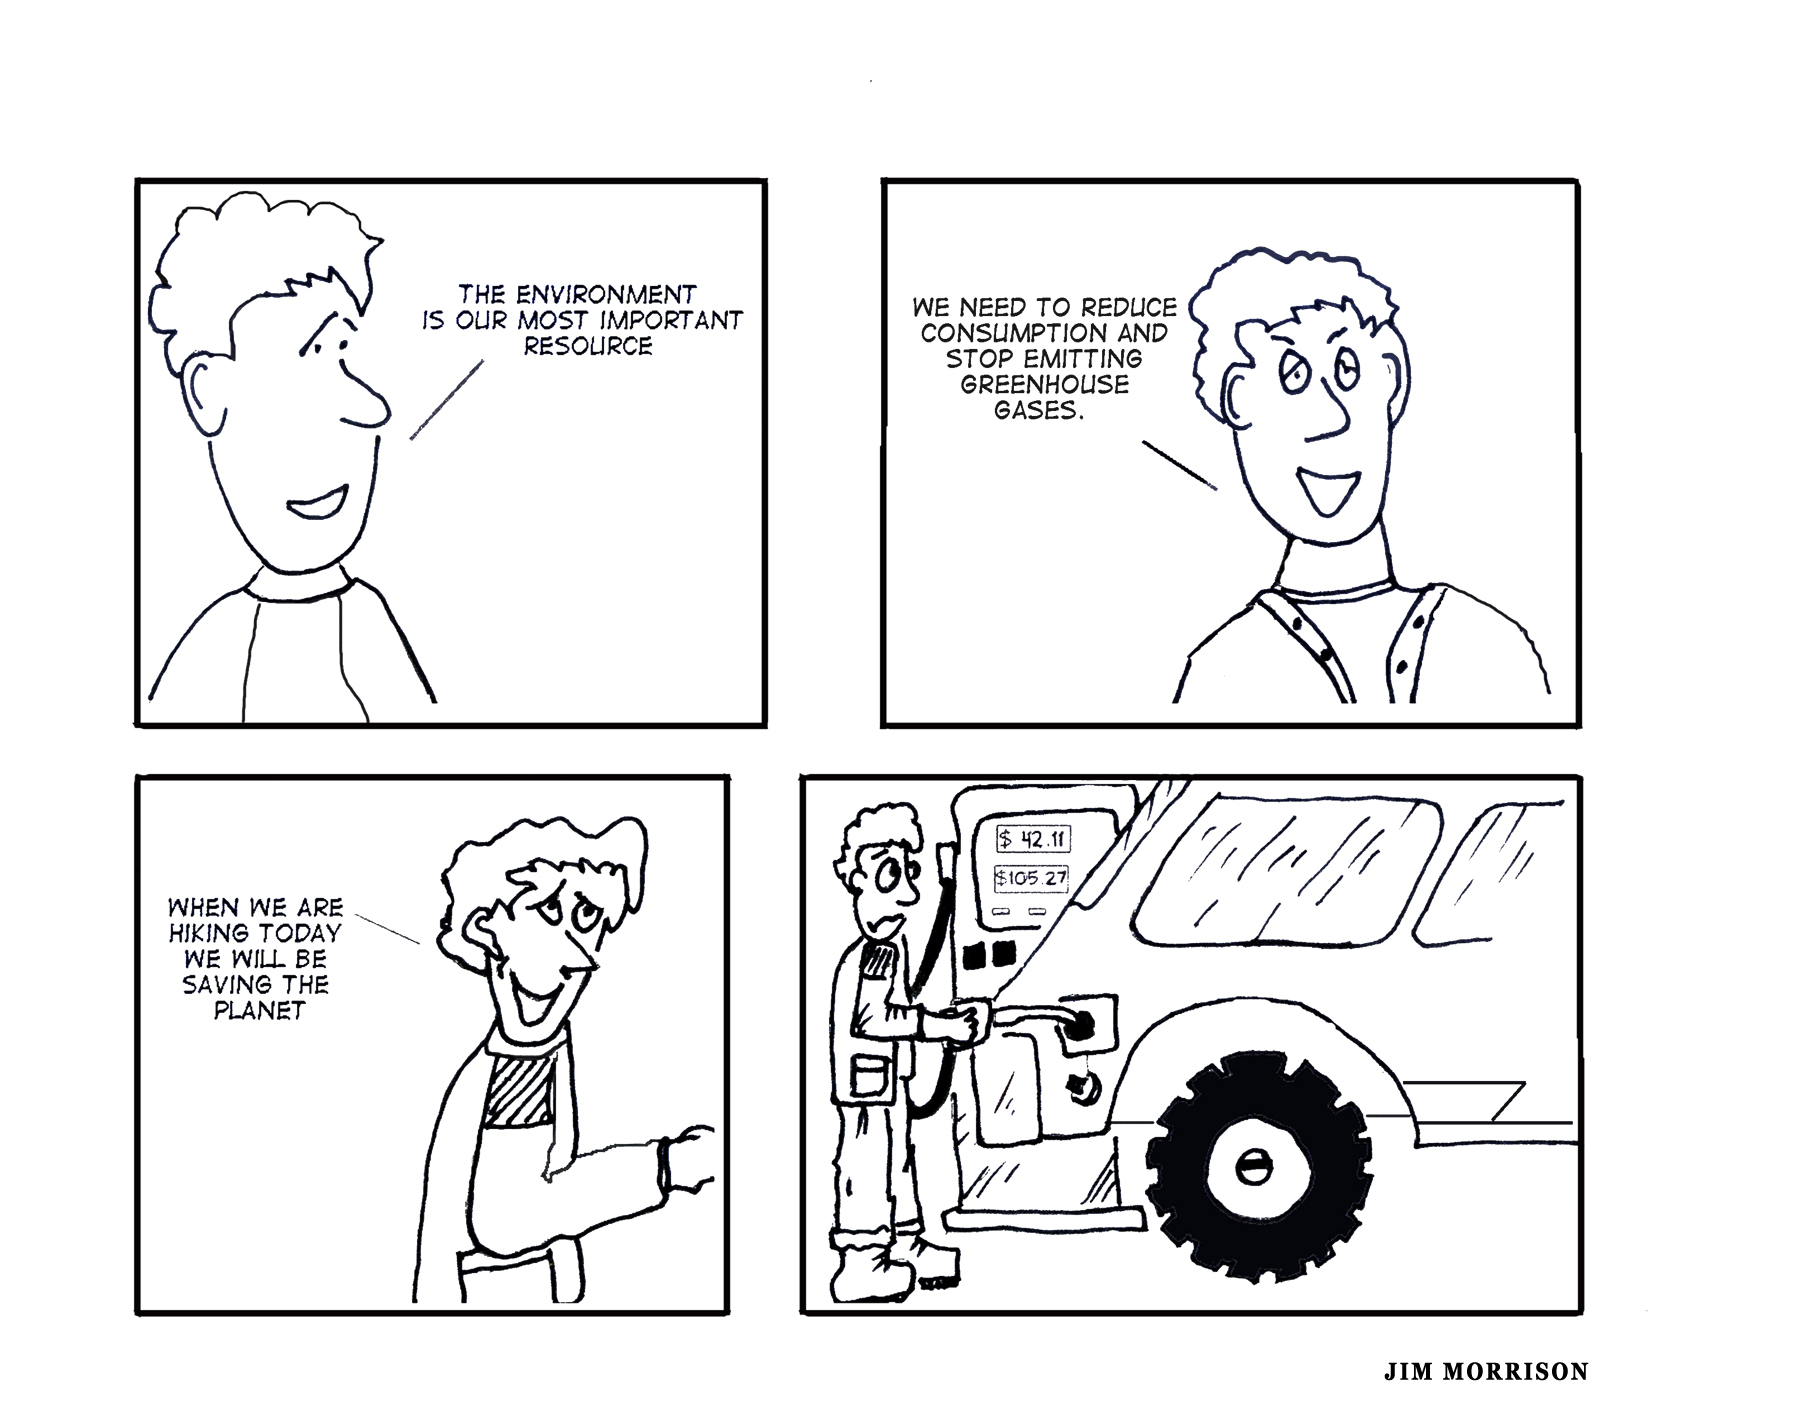 THE ENVIRONMENT
IS OUR MOST IMPORTANT
RESOURCE
WE NEED TO REDUCE
CONSUMPTION AND
STOP EMITTING
GREENHOUSE
GASES.
WHEN WE ARE
HIKING TODAY
WE WILL BE
SAVING THE
PLANET
$ 42.11
$105.27
JIM MORRISON